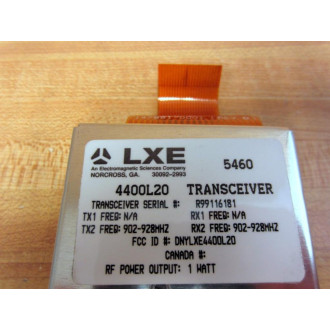 LXE
An Electromagnetic Sciences Company
NORCROSS, GA. 30092-2993
5460
4400L20 TRANSCEIVER
TRANSCEIVER SERIAL #: R99116181
TX1 FREQ: N/A RX1 FREQ: N/A
TX2 FREQ: 902-928MHZ RX2 FREQ: 902-928MHZ
FCC ID #: DNYLXE4400L20
CANADA #:
RF POWER OUTPUT: 1 WATT